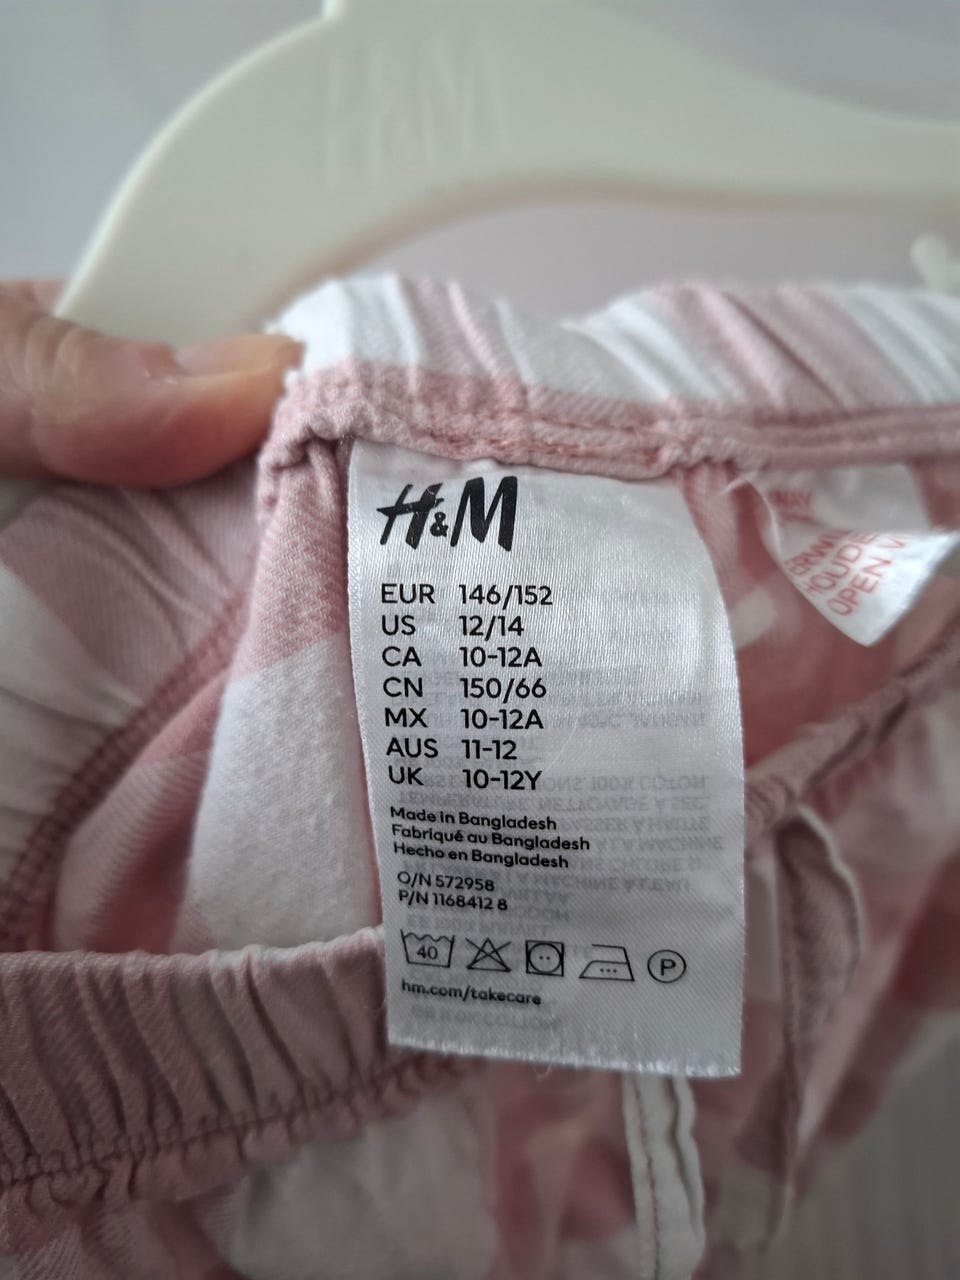 H&M
EUR 146/152
US 12/14
CA 10-12A
CN 150/66
MX 10-12A
AUS 11-12
UK 10-12Y
Made in Bangladesh
Fabriqué au Bangladesh
Hecho en Bangladesh
O/N 572958
P/N 1168412 8
40
P
hm.com/takecare
OPEN